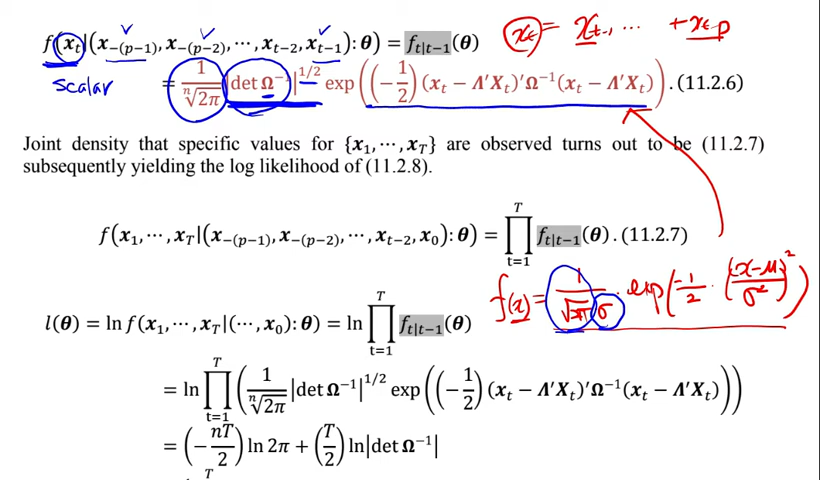 f(x_t|(x_{-(p-1)}, x_{-(p-2)}, ⋯, x_{t-2}, x_{t-1}): θ) = f_{t|t-1}(θ)
x_t = x_{t-1}, ⋯ + x_{t-p}
scalar
= 1/ⁿ√2π |det Ω⁻¹|^{1/2} exp((-1/2)(x_t − Λ′X_t)′Ω⁻¹(x_t − Λ′X_t)). (11.2.6)
Joint density that specific values for {x_1, ⋯, x_T} are observed turns out to be (11.2.7)
subsequently yielding the log likelihood of (11.2.8).
f(x_1, ⋯, x_T|(x_{-(p-1)}, x_{-(p-2)}, ⋯, x_{t-2}, x_0): θ) = ∏_{t=1}^{T} f_{t|t-1}(θ). (11.2.7)
f(x) = 1/√2π σ · exp(-1/2 · (x-μ)²/σ²)
l(θ) = ln f(x_1, ⋯, x_T|(⋯, x_0): θ) = ln ∏_{t=1}^{T} f_{t|t-1}(θ)
= ln ∏_{t=1}^{T} (1/ⁿ√2π |det Ω⁻¹|^{1/2} exp((-1/2)(x_t − Λ′X_t)′Ω⁻¹(x_t − Λ′X_t)))
= (−nT/2) ln 2π + (T/2) ln|det Ω⁻¹|
T